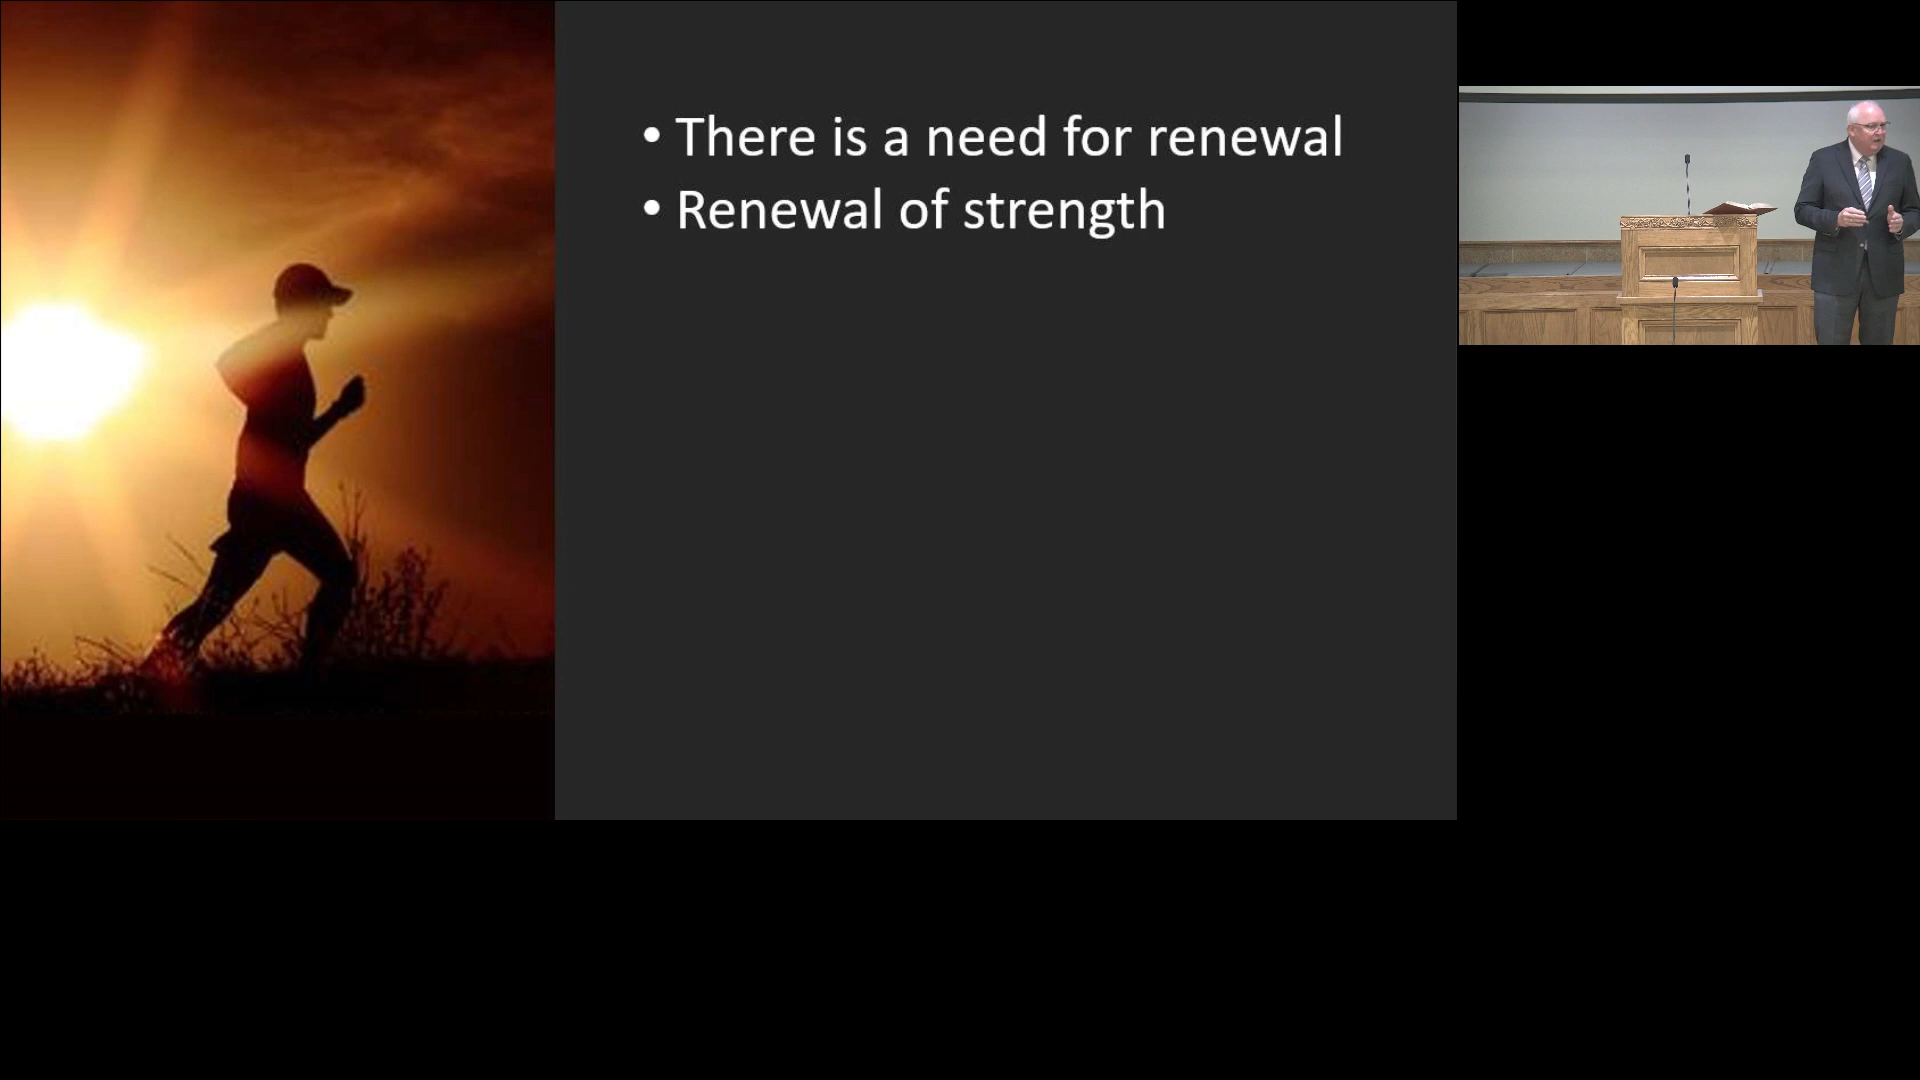 • There is a need for renewal
• Renewal of strength